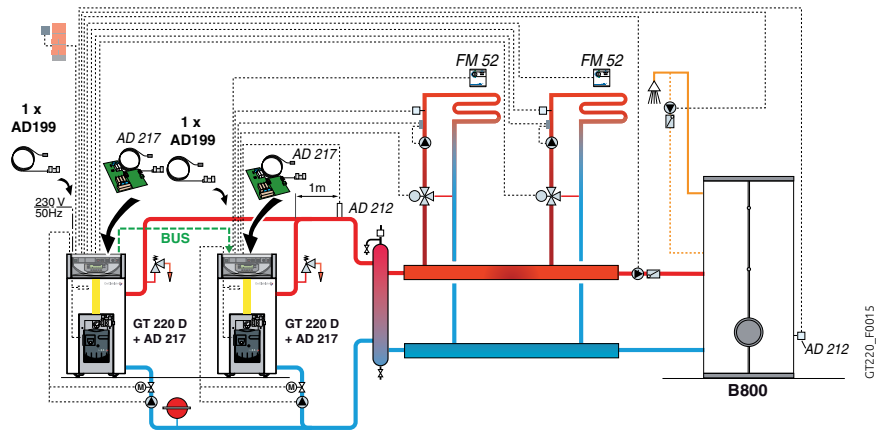 FM 52
FM 52
1 x
AD199
AD 217
1 x
AD199
AD 217
1m
AD 212
230 V
50Hz
BUS
GT 220 D
+ AD 217
GT 220 D
+ AD 217
M
M
AD 212
B800
GT220_F0015